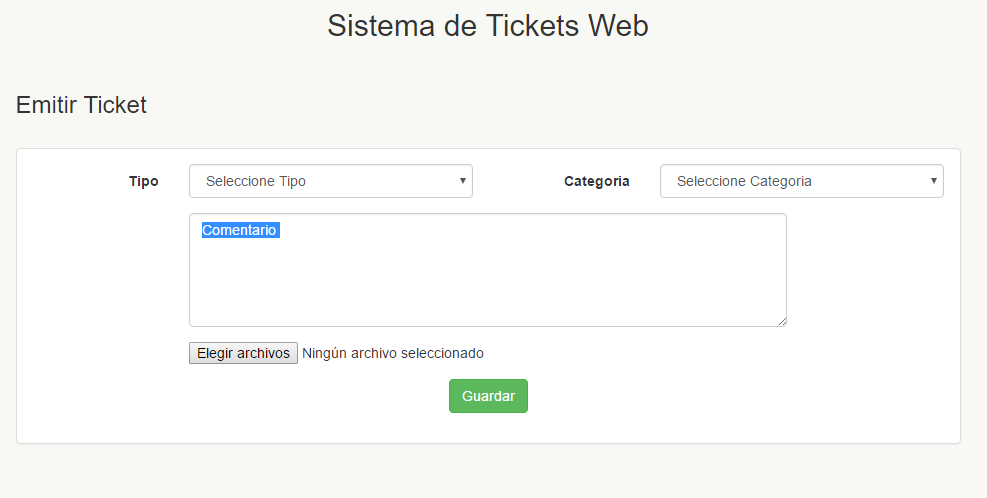 Sistema de Tickets Web
Emitir Ticket
Tipo Seleccione Tipo Categoria Seleccione Categoria
Comentario
Elegir archivos Ningún archivo seleccionado
Guardar